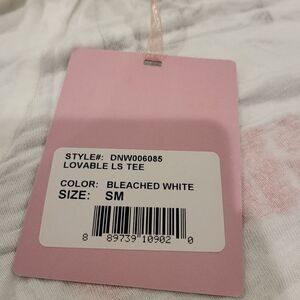 STYLE#: DNW006085
LOVABLE LS TEE
COLOR: BLEACHED WHITE
SIZE: SM
8 89739 10902 0